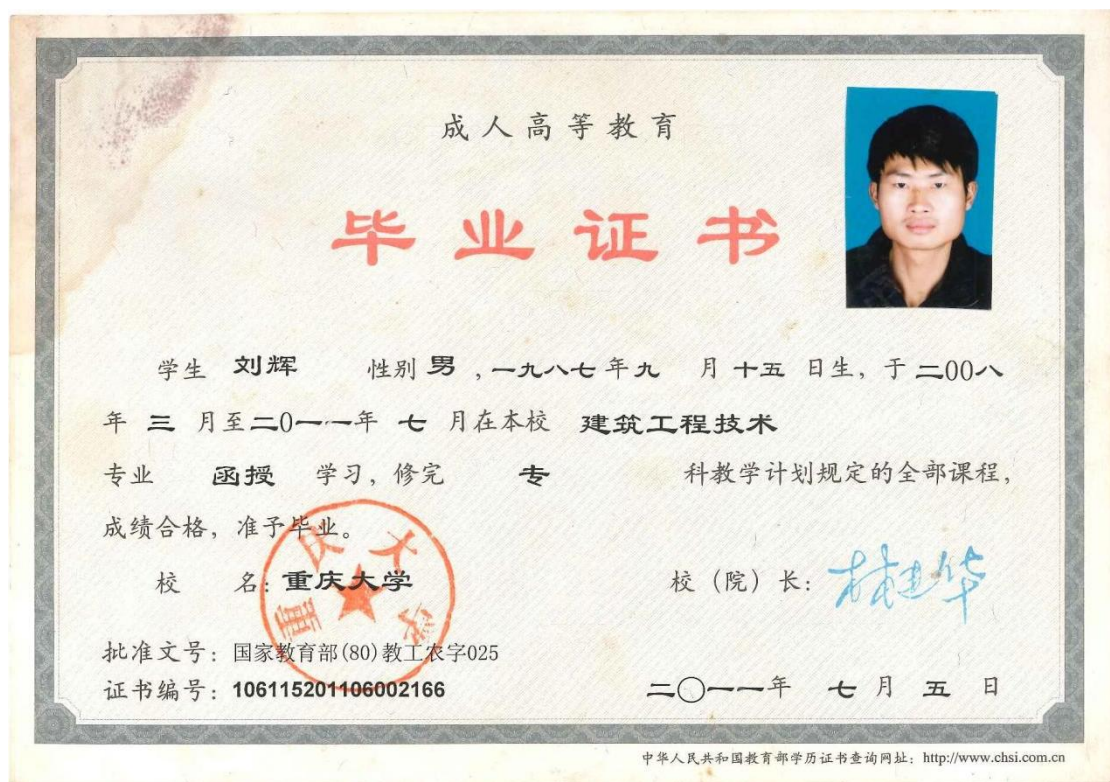 成人高等教育
毕业证书
学生 刘辉 性别 男 ，一九八七年九 月 十五 日生，于 二00八
年 三 月至二0一一年 七 月在本校 建筑工程技术
专业 函授 学习，修完 专 科教学计划规定的全部课程，
成绩合格，准予毕业。
校 名：重庆大学 校（院）长：林建华
重庆大学
批准文号：国家教育部(80)教工农字025
证书编号：106115201106002166 二〇一一年 七 月 五 日
中华人民共和国教育部学历证书查询网址：http://www.chsi.com.cn